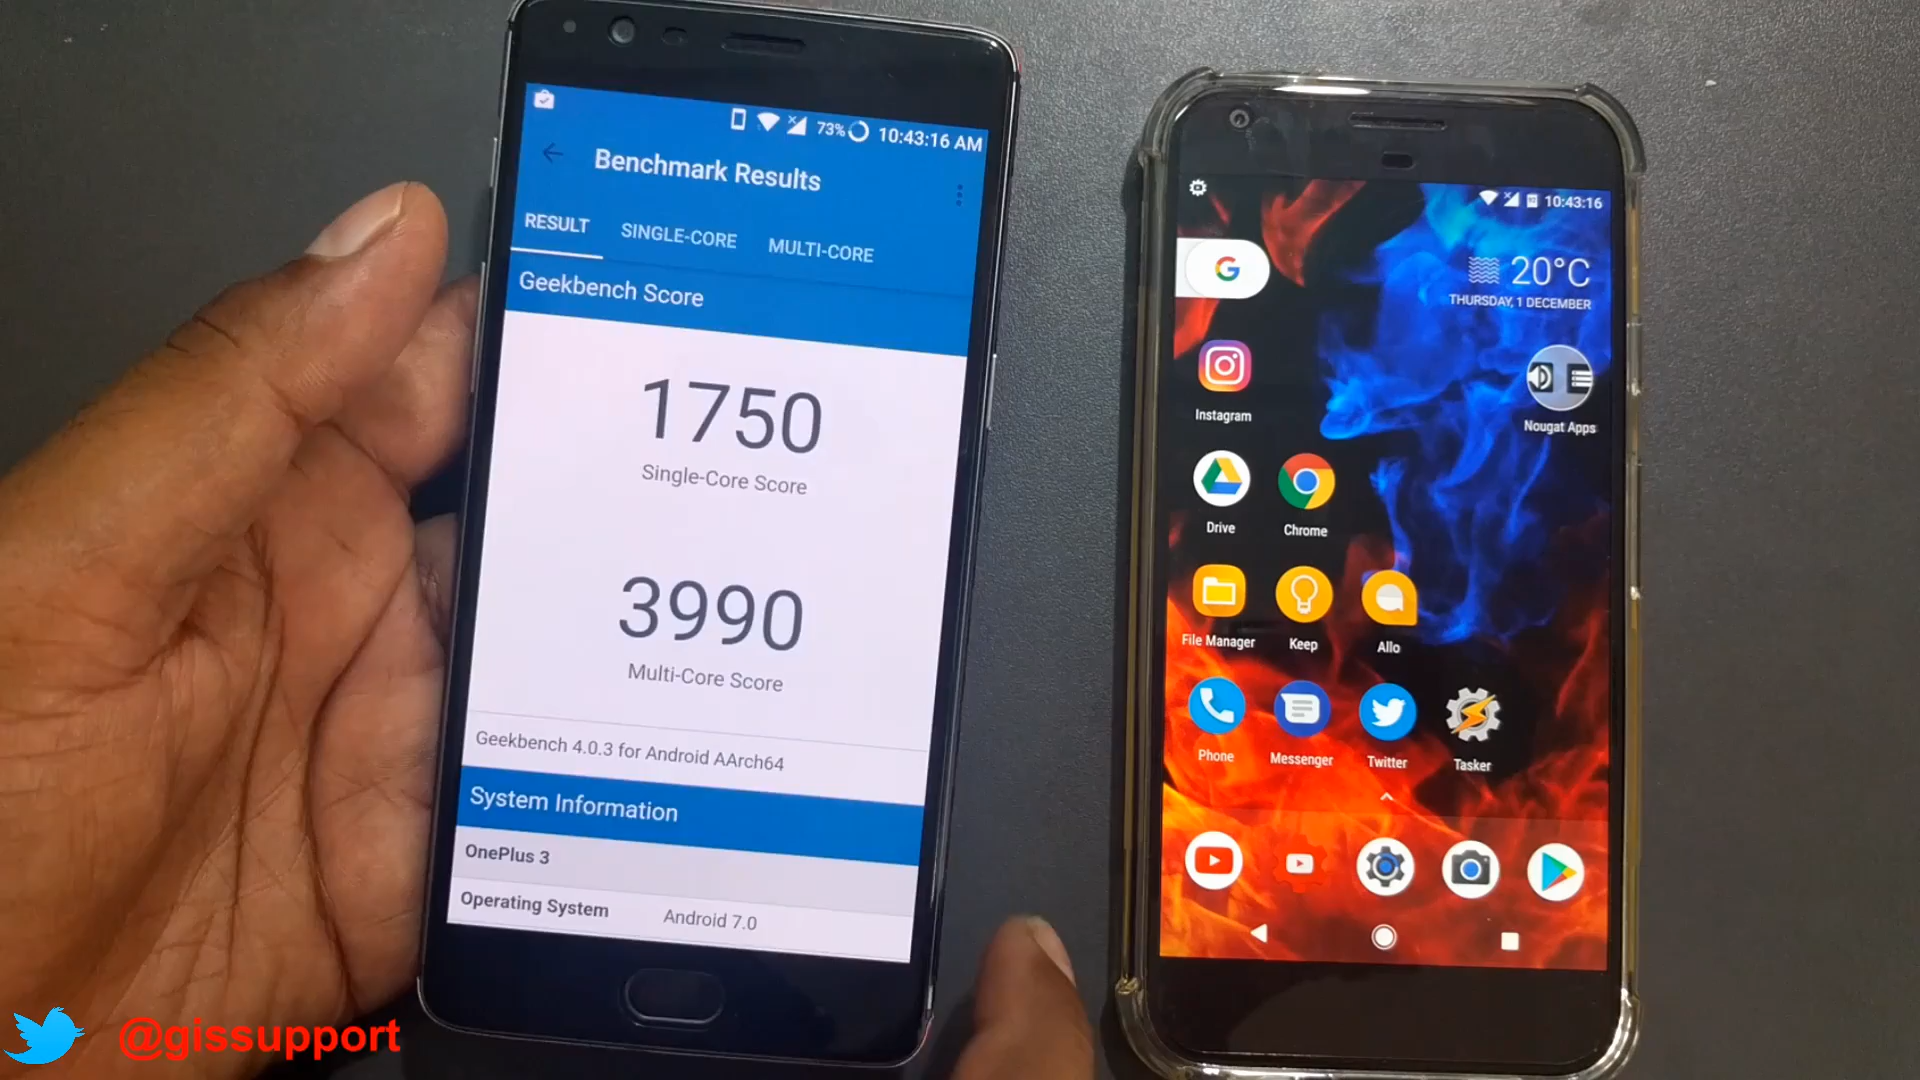 73% 10:43:16 AM
Benchmark Results
RESULT SINGLE-CORE MULTI-CORE
Geekbench Score
1750
Single-Core Score
3990
Multi-Core Score
Geekbench 4.0.3 for Android AArch64
System Information
OnePlus 3
Operating System Android 7.0
10:43:16
G
20°C
THURSDAY, 1 DECEMBER
Instagram
Nougat Apps
Drive Chrome
File Manager Keep Allo
Phone Messenger Twitter Tasker
@gissupport